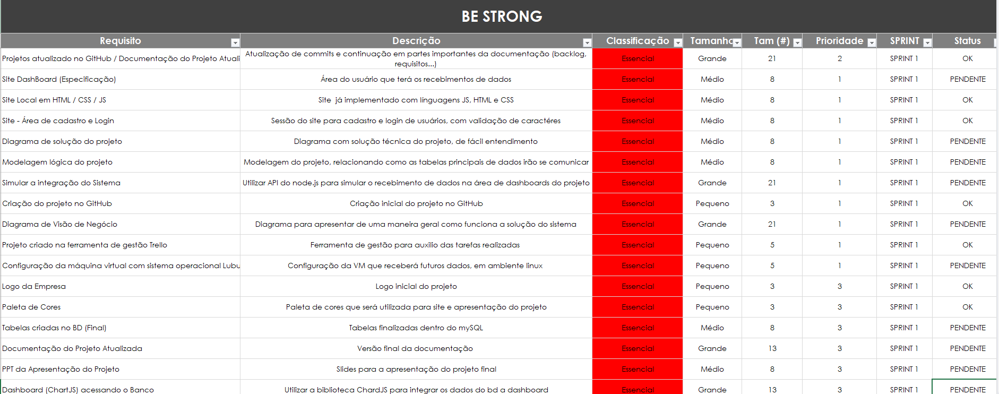 BE STRONG
Requisito Descrição Classificação Tamanho Tam (#) Prioridade SPRINT Status
Projetos atualizado no GitHub / Documentação do Projeto Atuali Atualização de commits e continuação em partes importantes da documentação (backlog, requisitos...) Essencial Grande 21 2 SPRINT 1 OK
Site DashBoard (Especificação) Área do usuário que terá os recebimentos de dados Essencial Médio 8 1 SPRINT 1 PENDENTE
Site Local em HTML / CSS / JS Site já implementado com línguagens JS, HTML e CSS Essencial Médio 8 1 SPRINT 1 OK
Site - Área de cadastro e Login Sessão do site para cadastro e login de usuários, com validação de caractéres Essencial Médio 8 1 SPRINT 1 OK
Diagrama de solução do projeto Diagrama com solução técnica do projeto, de fácil entendimento Essencial Médio 8 1 SPRINT 1 PENDENTE
Modelagem lógica do projeto Modelagem do projeto, relacionando como as tabelas principais de dados irão se comunicar Essencial Médio 8 1 SPRINT 1 PENDENTE
Simular a integração do Sistema Utilizar API do node.js para simular o recebimento de dados na área de dashboards do projeto Essencial Grande 21 1 SPRINT 1 PENDENTE
Criação do projeto no GitHub Criação inicial do projeto no GitHub Essencial Pequeno 3 1 SPRINT 1 OK
Diagrama de Visão de Negócio Diagrama para apresentar de uma maneira geral como funciona a solução do sistema Essencial Grande 21 1 SPRINT 1 PENDENTE
Projeto criado na ferramenta de gestão Trello Ferramenta de gestão para auxilio das tarefas realizadas Essencial Pequeno 5 1 SPRINT 1 OK
Configuração da máquina virtual com sistema operacional Lubu Configuração da VM que receberá futuros dados, em ambiente linux Essencial Pequeno 5 1 SPRINT 1 PENDENTE
Logo da Empresa Logo inicial do projeto Essencial Pequeno 3 3 SPRINT 1 OK
Paleta de Cores Paleta de cores que será utilizada para site e apresentação do projeto Essencial Pequeno 3 3 SPRINT 1 OK
Tabelas criadas no BD (Final) Tabelas finalizadas dentro do mySQL Essencial Médio 8 3 SPRINT 1 PENDENTE
Documentação do Projeto Atualizada Versão final da documentação Essencial Grande 13 3 SPRINT 1 PENDENTE
PPT da Apresentação do Projeto Slides para a apresentação do projeto final Essencial Médio 8 3 SPRINT 1 PENDENTE
Dashboard (ChartJS) acessando o Banco Utilizar a biblioteca ChardJS para integrar os dados do bd a dashboard Essencial Grande 13 3 SPRINT 1 PENDENTE